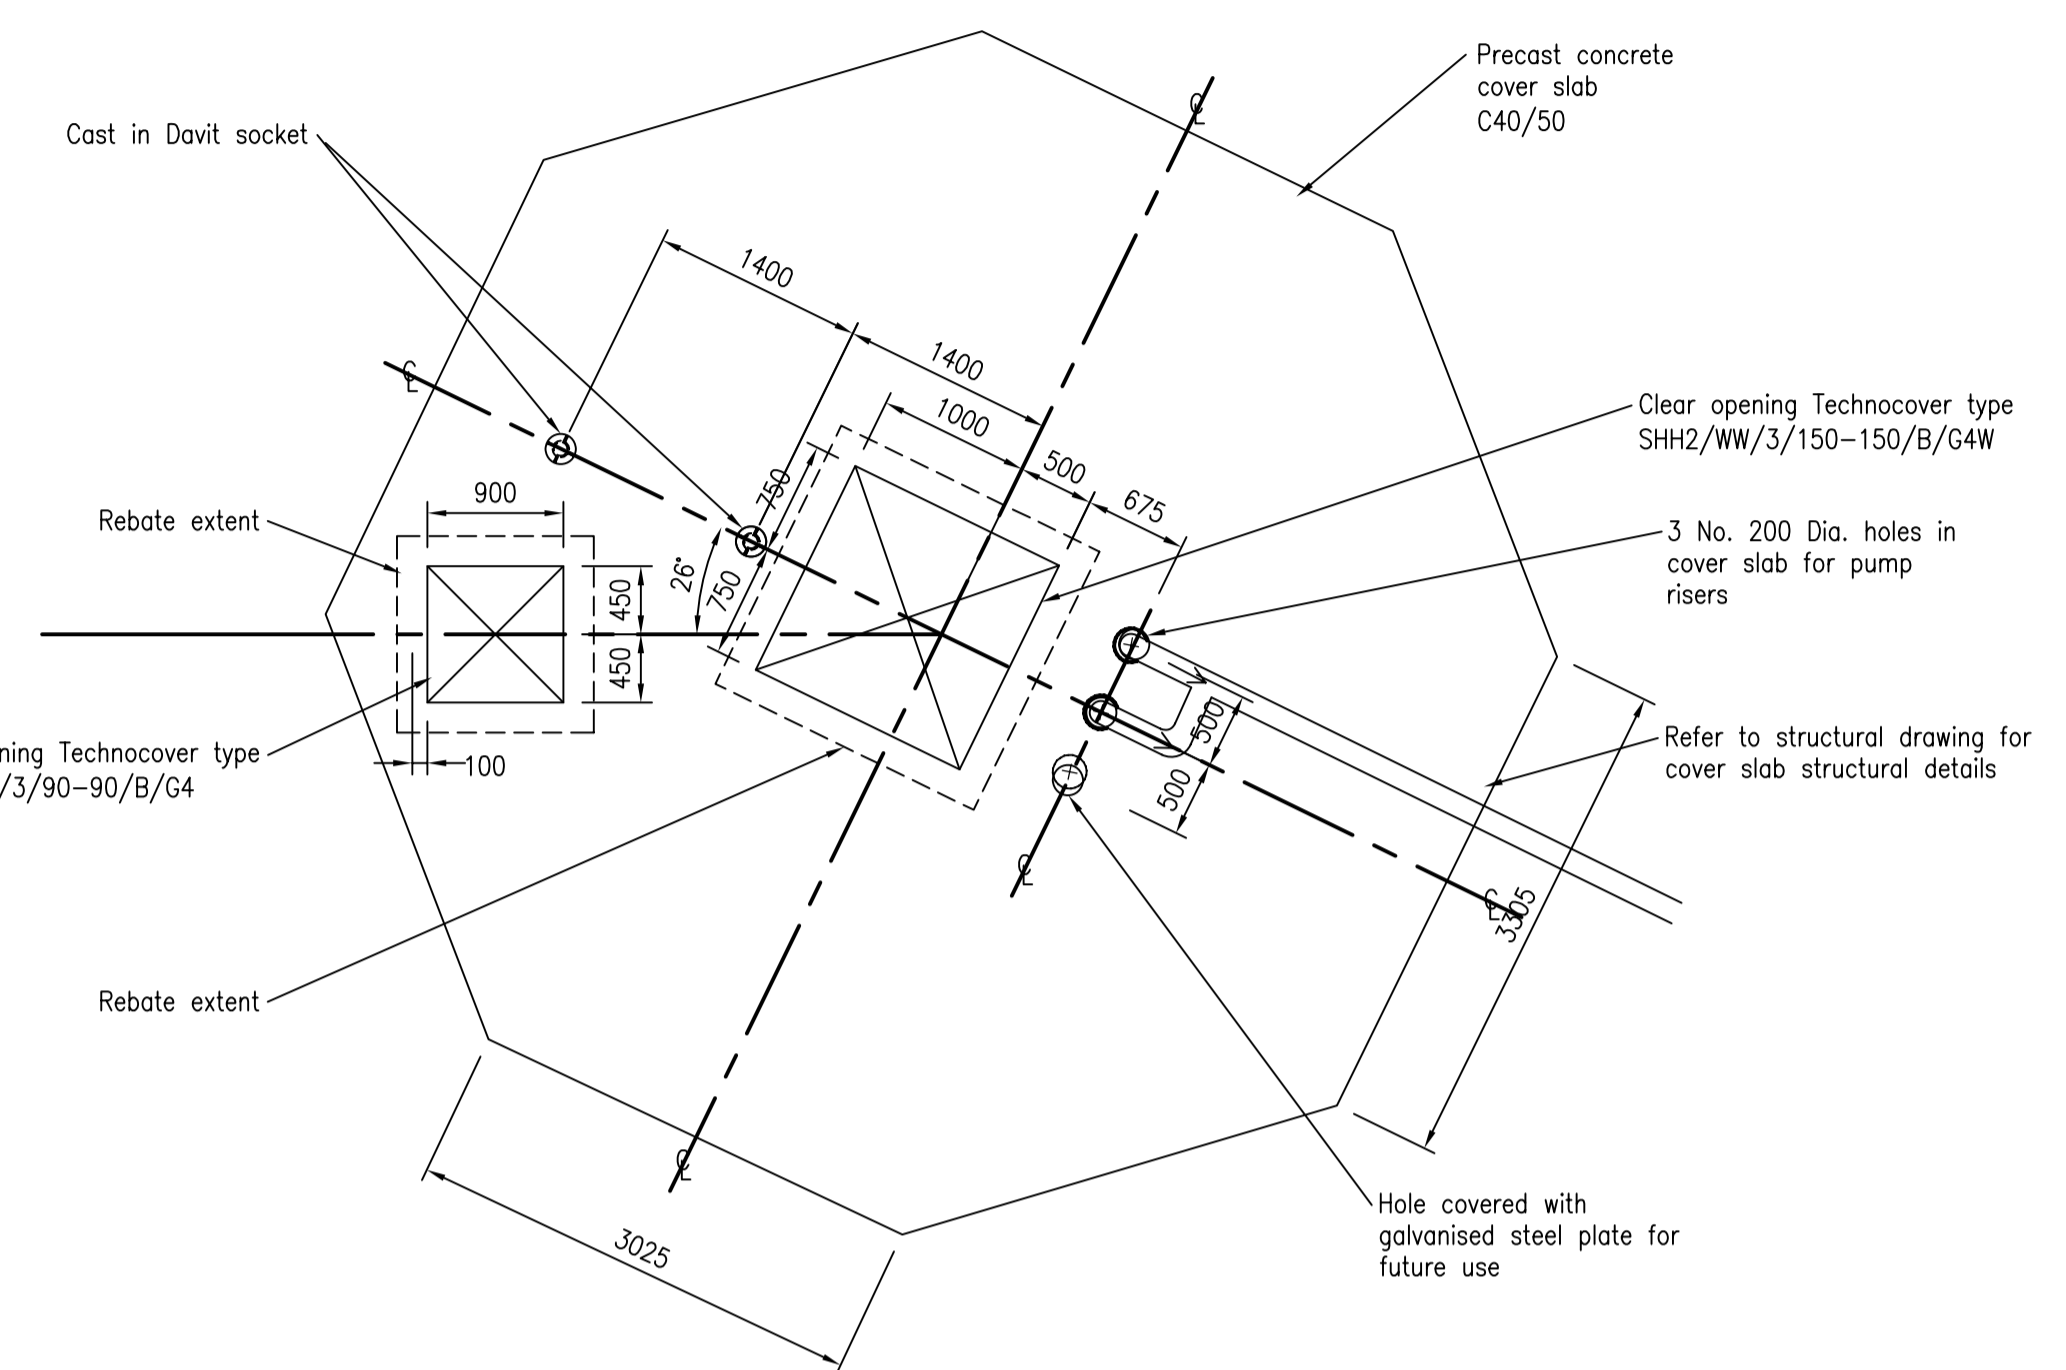 Precast concrete
cover slab
C40/50
Cast in Davit socket
℄
1400
℄
1400
1000
500
675
Clear opening Technocover type
SHH2/WW/3/150-150/B/G4W
750
900
Rebate extent
3 No. 200 Dia. holes in
cover slab for pump
risers
26°
750
450
450
500
500
ning Technocover type
/3/90-90/B/G4
100
Refer to structural drawing for
cover slab structural details
℄
℄
3305
Rebate extent
℄
Hole covered with
galvanised steel plate for
future use
3025